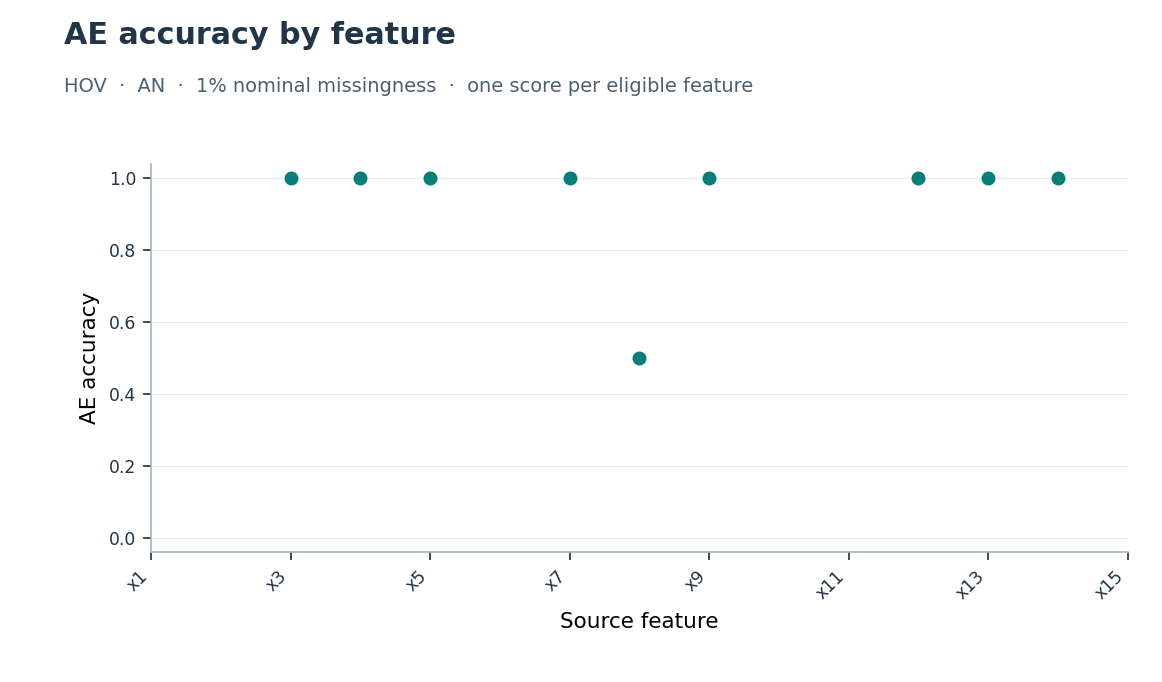 AE accuracy by feature
HOV · AN · 1% nominal missingness · one score per eligible feature
1.0
0.8
0.6
0.4
0.2
0.0
AE accuracy
x1 x3 x5 x7 x9 x11 x13 x15
Source feature